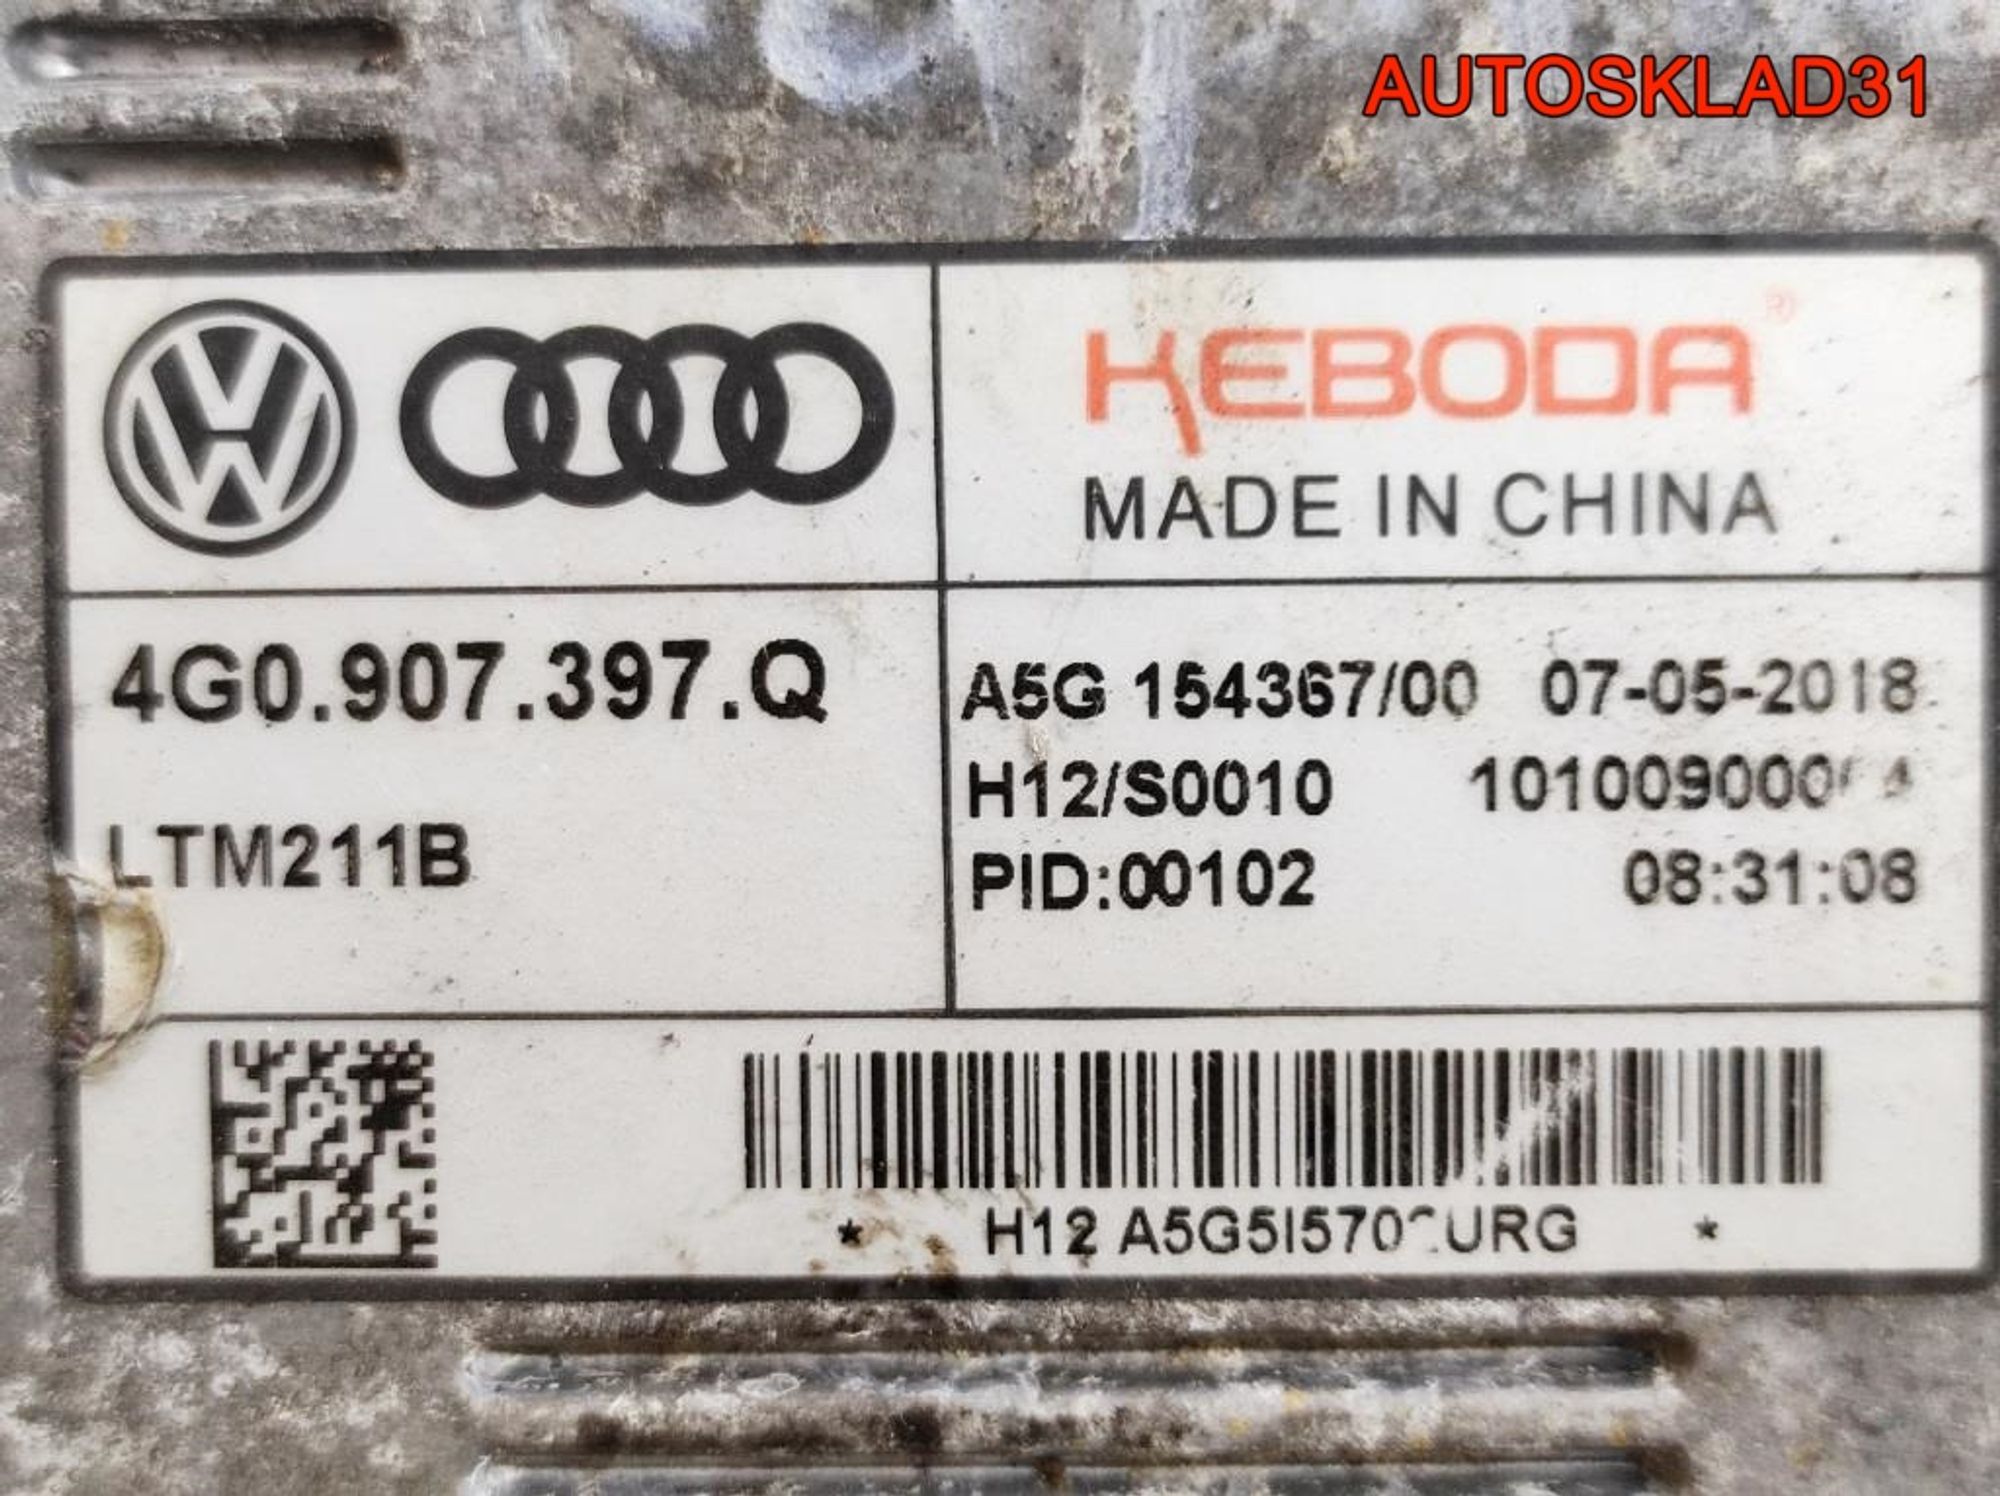 AUTOSKLAD31
KEBODA®
MADE IN CHINA
4G0.907.397.Q
LTM211B
A5G 154367/00 07-05-2018
H12/S0010
PID:00102 08:31:08
* H12 *